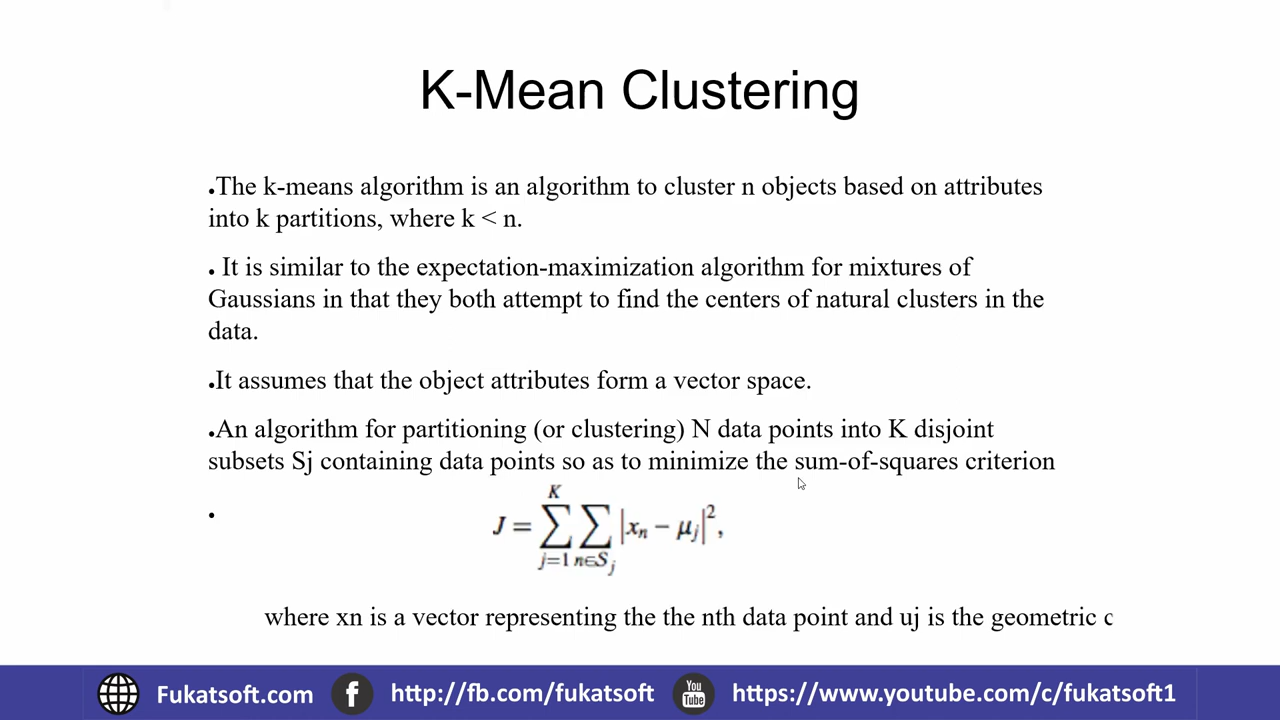 K-Mean Clustering
•The k-means algorithm is an algorithm to cluster n objects based on attributes
into k partitions, where k < n.
• It is similar to the expectation-maximization algorithm for mixtures of
Gaussians in that they both attempt to find the centers of natural clusters in the
data.
•It assumes that the object attributes form a vector space.
•An algorithm for partitioning (or clustering) N data points into K disjoint
subsets Sj containing data points so as to minimize the sum-of-squares criterion
• J = ∑_{j=1}^{K} ∑_{n∈S_j} |x_n − μ_j|^2,
where xn is a vector representing the the nth data point and uj is the geometric c
Fukatsoft.com f http://fb.com/fukatsoft You Tube https://www.youtube.com/c/fukatsoft1